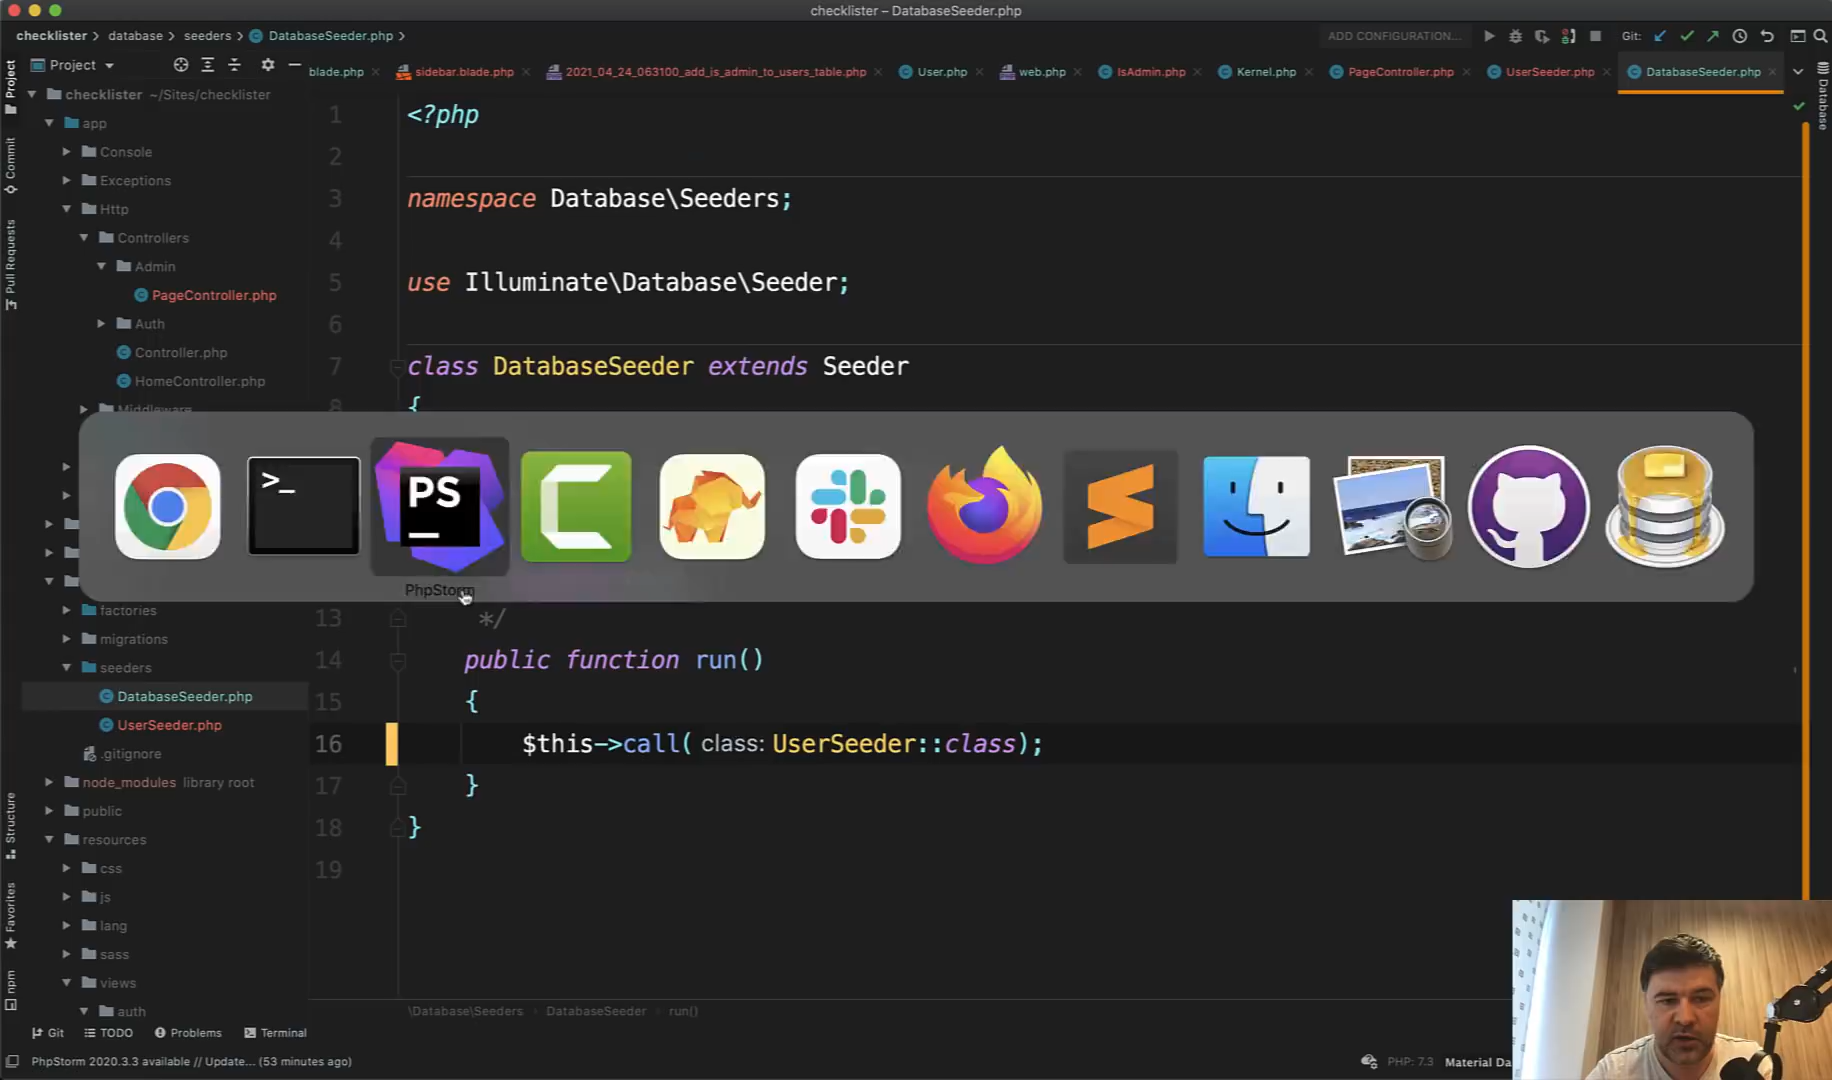 checklister – DatabaseSeeder.php
checklister > database > seeders > DatabaseSeeder.php >
ADD CONFIGURATION...
Git:
Project
blade.php
sidebar.blade.php
2021_04_24_063100_add_is_admin_to_users_table.php
User.php
web.php
IsAdmin.php
Kernel.php
PageController.php
UserSeeder.php
DatabaseSeeder.php
Project
Commit
Pull Requests
Structure
Favorites
npm
Database
checklister ~/Sites/checklister
app
Console
Exceptions
Http
Controllers
Admin
PageController.php
Auth
Controller.php
HomeController.php
Middleware
factories
migrations
seeders
DatabaseSeeder.php
UserSeeder.php
.gitignore
node_modules library root
public
resources
css
js
lang
sass
views
auth
1 <?php
2
3 namespace Database\Seeders;
4
5 use Illuminate\Database\Seeder;
6
7 class DatabaseSeeder extends Seeder
8 {
>_
PS
PhpStorm
13 */
14 public function run()
15 {
16 $this->call( class: UserSeeder::class);
17 }
18 }
19
\Database\Seeders > DatabaseSeeder > run()
Git
TODO
Problems
Terminal
PhpStorm 2020.3.3 available // Update... (53 minutes ago)
PHP: 7.3
Material Da